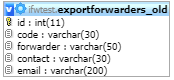 ifwtest.exportforwarders_old
id : int(11)
code : varchar(30)
forwarder : varchar(50)
contact : varchar(30)
email : varchar(200)